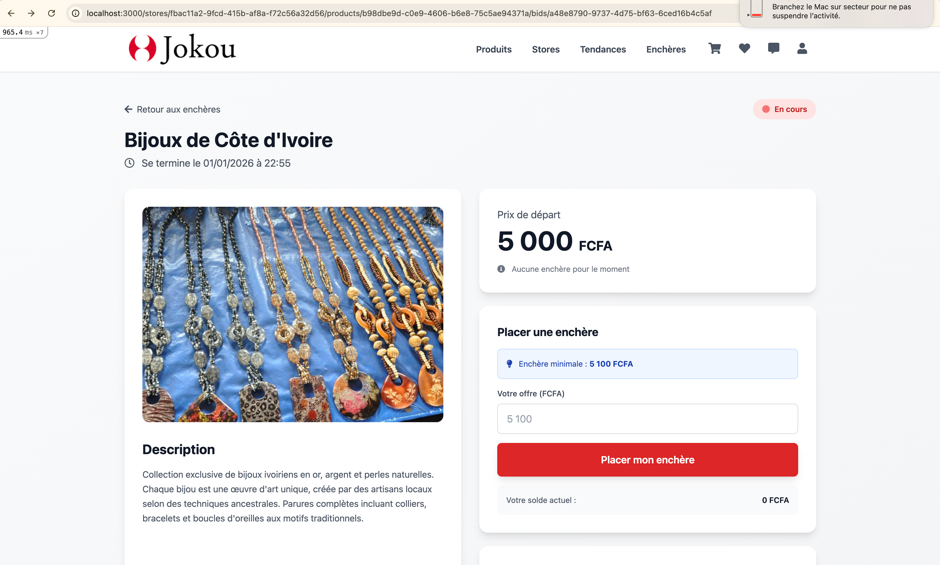 localhost:3000/stores/fbac11a2-9fcd-415b-af8a-f72c56a32d56/products/b98dbe9d-c0e9-4606-b6e8-75c5ae94371a/bids/a48e8790-9737-4d75-bf63-6ced16b4c5af
Branchez le Mac sur secteur pour ne pas
suspendre l'activité.
965.4 ms ×7
Jokou
Produits Stores Tendances Enchères
Retour aux enchères
En cours
Bijoux de Côte d'Ivoire
Se termine le 01/01/2026 à 22:55
Prix de départ
5 000 FCFA
Aucune enchère pour le moment
Placer une enchère
Enchère minimale : 5 100 FCFA
Votre offre (FCFA)
5 100
Placer mon enchère
Votre solde actuel : 0 FCFA
Description
Collection exclusive de bijoux ivoiriens en or, argent et perles naturelles.
Chaque bijou est une œuvre d'art unique, créée par des artisans locaux
selon des techniques ancestrales. Parures complètes incluant colliers,
bracelets et boucles d'oreilles aux motifs traditionnels.